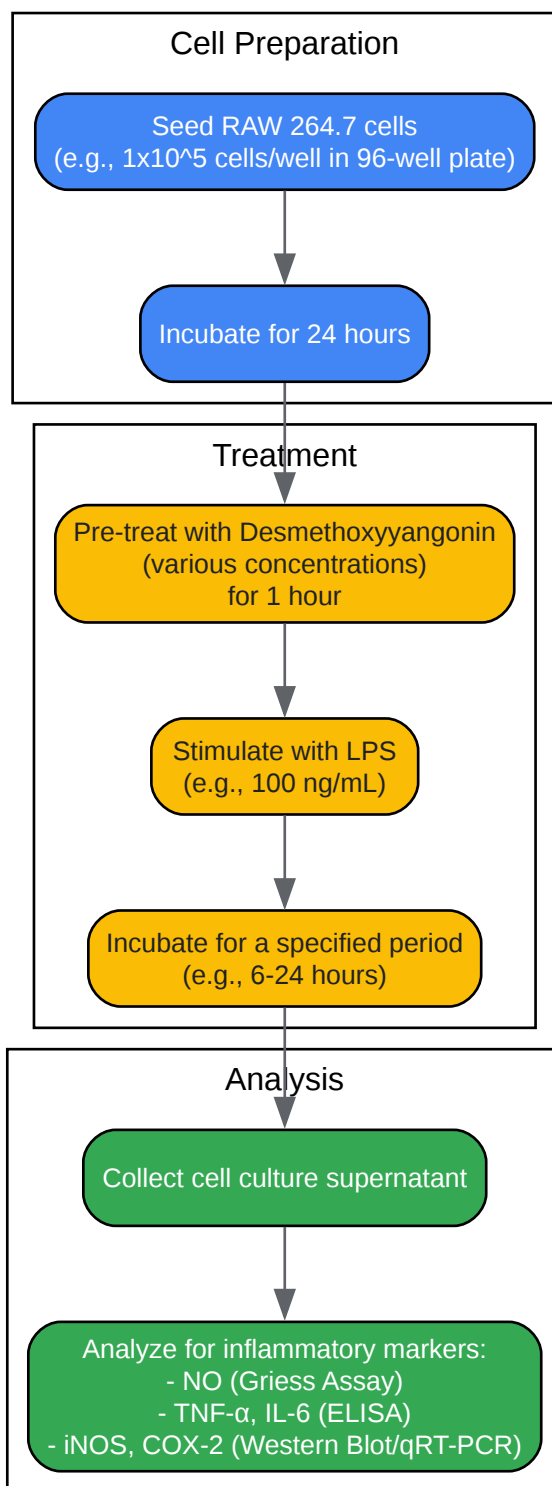 Cell Preparation
Seed RAW 264.7 cells
(e.g., 1x10^5 cells/well in 96-well plate)
Incubate for 24 hours
Treatment
Pre-treat with Desmethoxyyangonin
(various concentrations)
for 1 hour
Stimulate with LPS
(e.g., 100 ng/mL)
Incubate for a specified period
(e.g., 6-24 hours)
Analysis
Collect cell culture supernatant
Analyze for inflammatory markers:
- NO (Griess Assay)
- TNF-α, IL-6 (ELISA)
- iNOS, COX-2 (Western Blot/qRT-PCR)